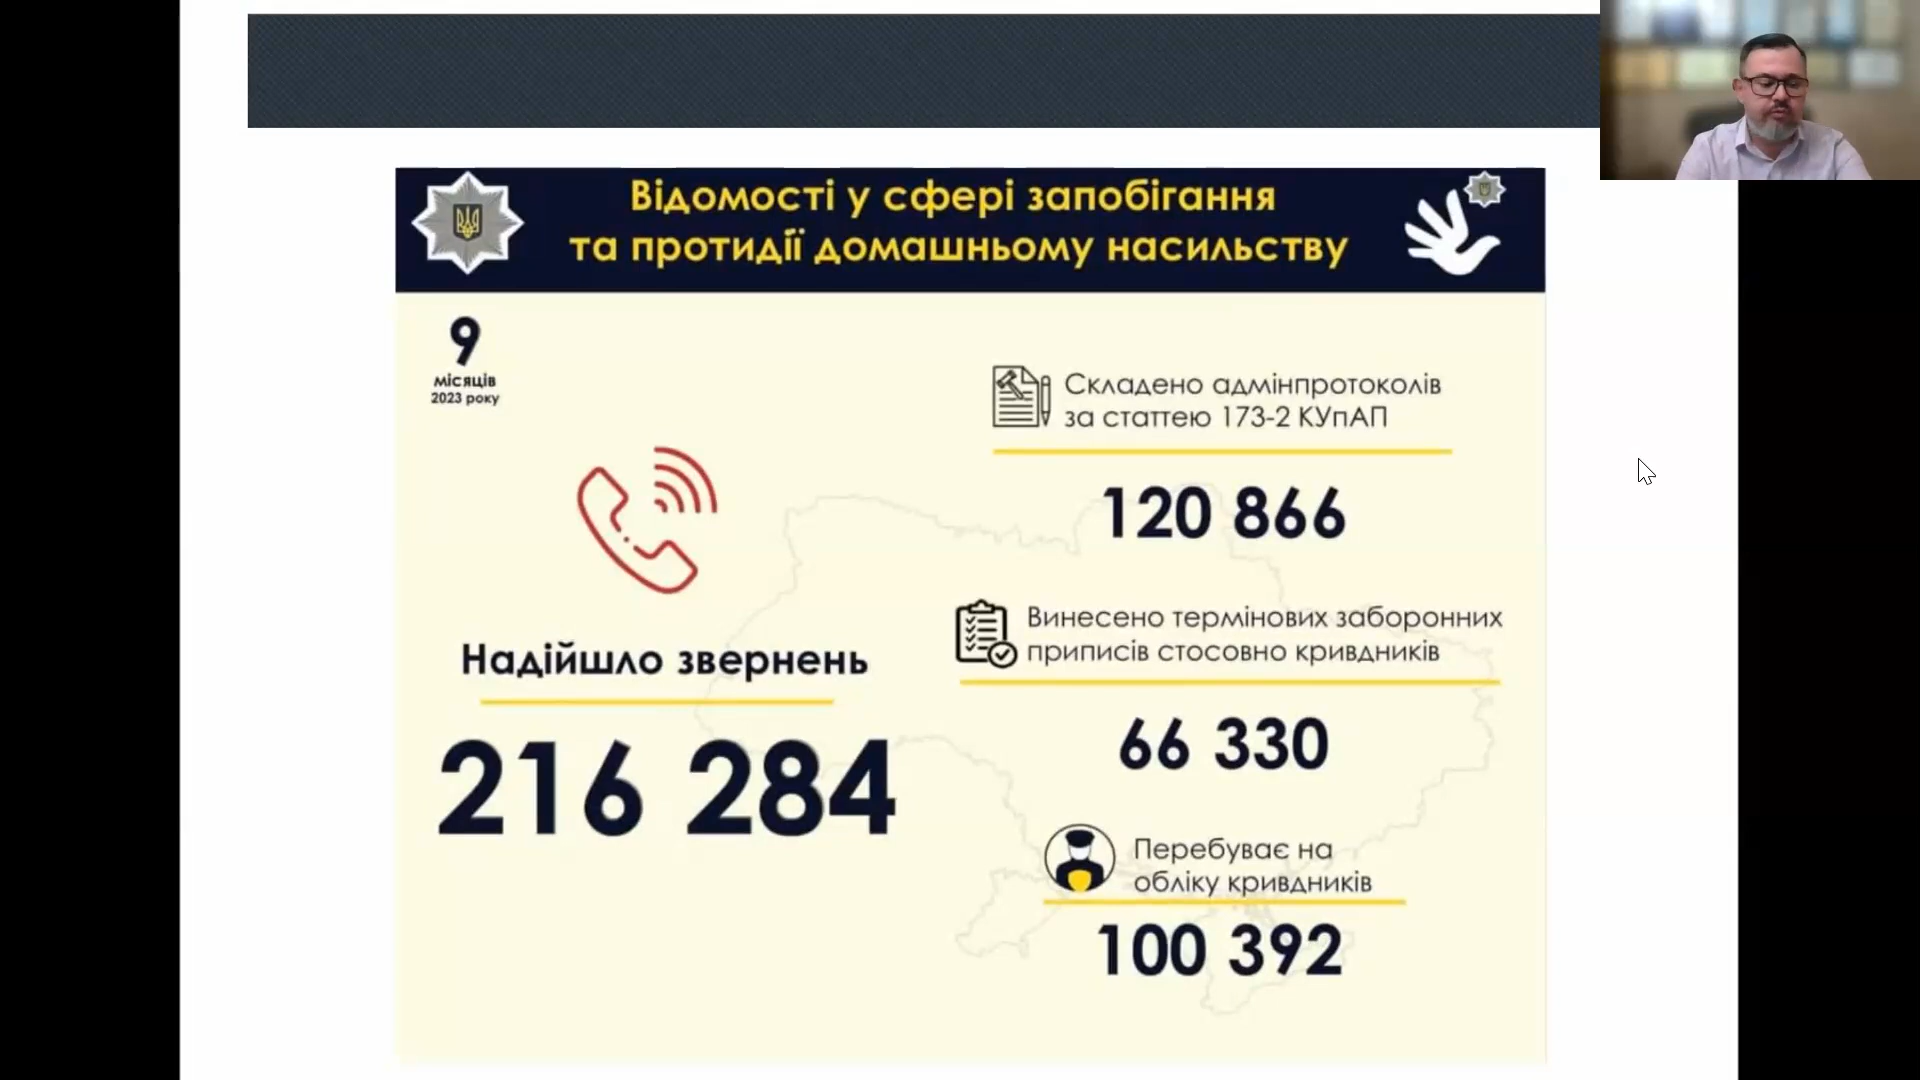 Відомості у сфері запобігання
та протидії домашньому насильству
9
місяців
2023 року
Надійшло звернень
216 284
Складено адмінпротоколів
за статтею 173-2 КУпАП
120 866
Винесено термінових заборонних
приписів стосовно кривдників
66 330
Перебуває на
обліку кривдників
100 392